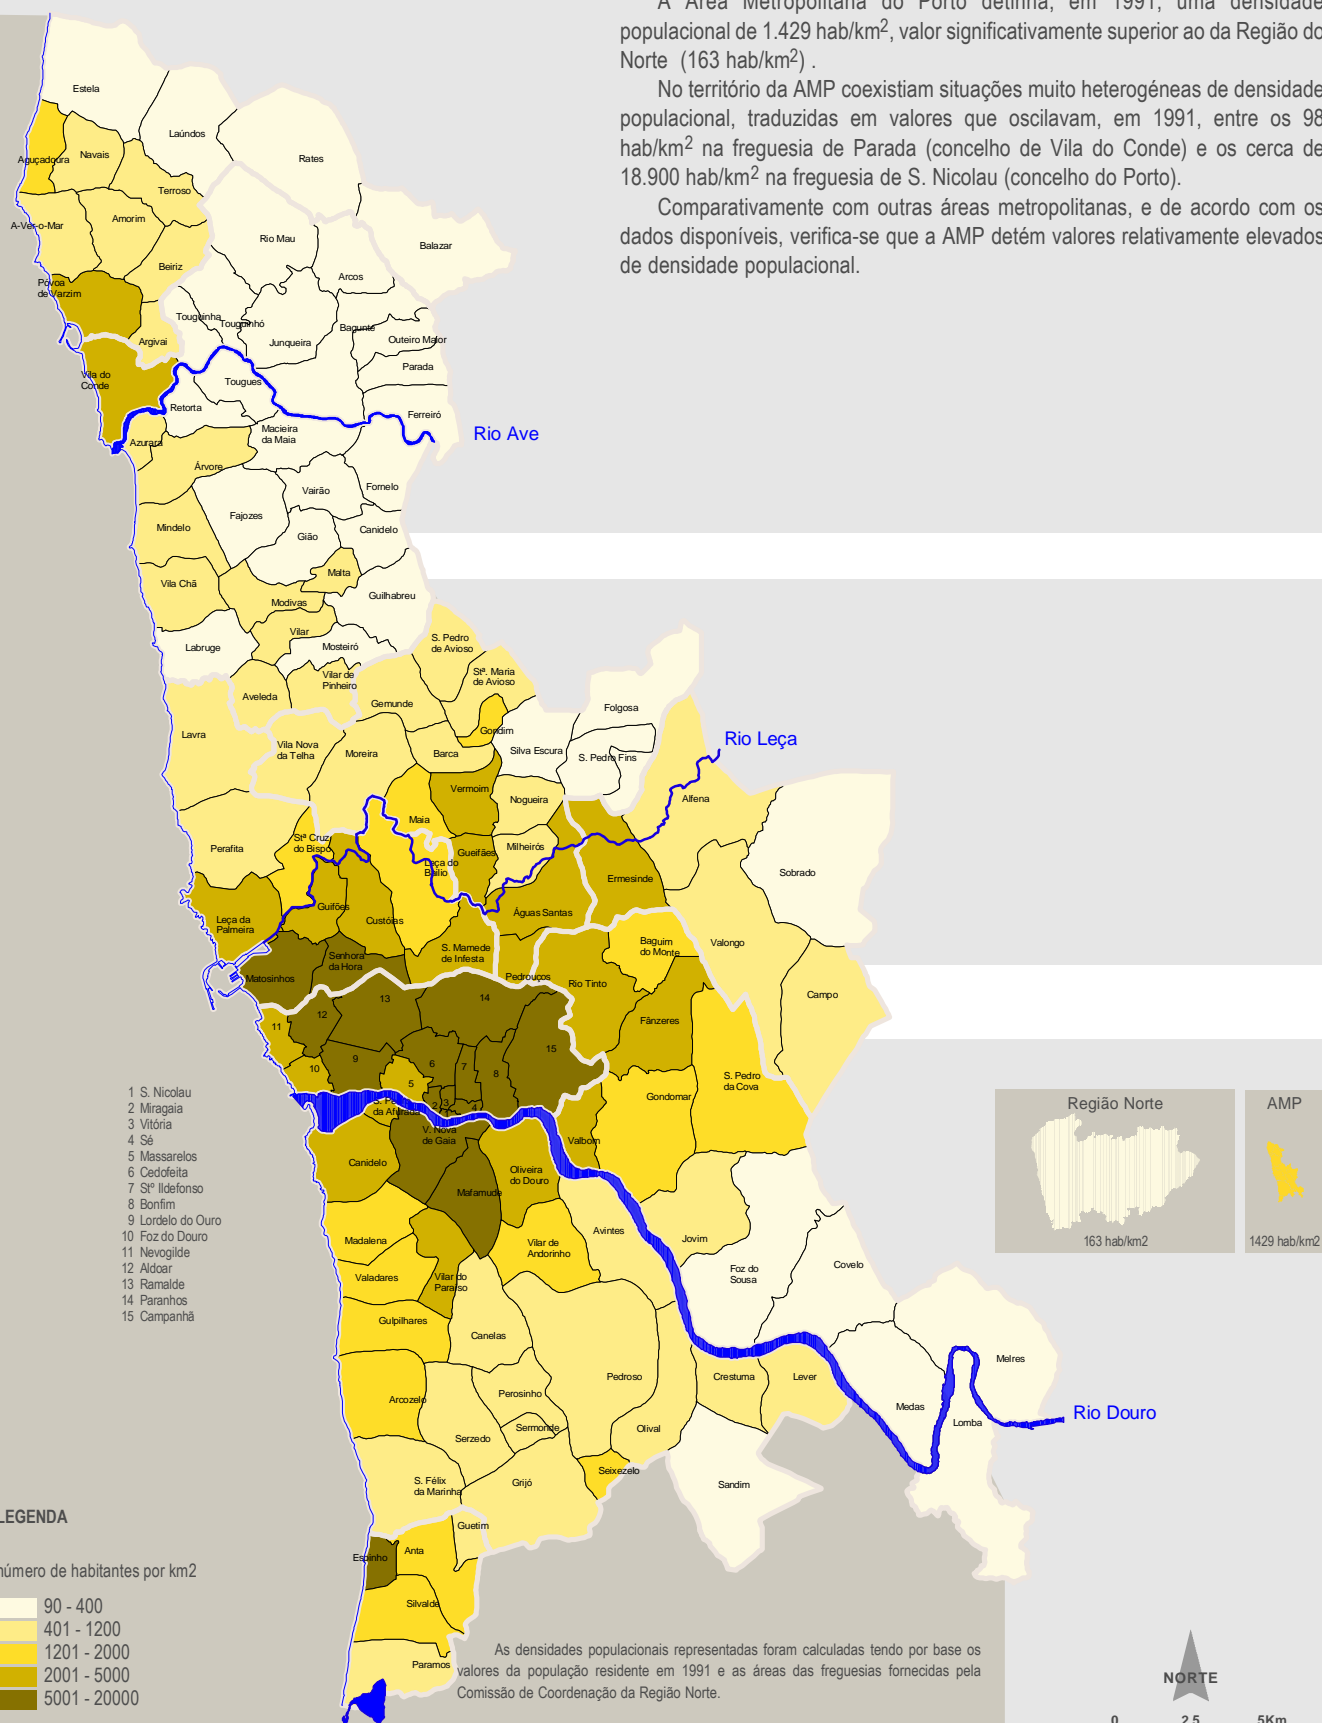 A Área Metropolitana do Porto detinha, em 1991, uma densidade
populacional de 1.429 hab/km2, valor significativamente superior ao da Região do
Norte (163 hab/km2) .
No território da AMP coexistiam situações muito heterogéneas de densidade
populacional, traduzidas em valores que oscilavam, em 1991, entre os 98
hab/km2 na freguesia de Parada (concelho de Vila do Conde) e os cerca de
18.900 hab/km2 na freguesia de S. Nicolau (concelho do Porto).
Comparativamente com outras áreas metropolitanas, e de acordo com os
dados disponíveis, verifica-se que a AMP detém valores relativamente elevados
de densidade populacional.
Estela
Laúndos
Rates
Aguçadoura
Navais
Terroso
A-Ver-o-Mar
Amorim
Rio Mau
Balazar
Beiriz
Arcos
Póvoa
de Varzim
Touguinha
Touguinhó
Bagunte
Argivai
Junqueira
Outeiro Maior
Parada
Vila do
Conde
Tougues
Retorta
Ferreiró
Macieira
da Maia
Rio Ave
Azurara
Árvore
Vairão
Fornelo
Fajozes
Mindelo
Canidelo
Gião
Malta
Vila Chã
Guilhabreu
Modivas
Vilar
Labruge
Mosteiró
S. Pedro
de Avioso
Vilar de
Pinheiro
Stª. Maria
de Avioso
Aveleda
Gemunde
Folgosa
Gondim
Lavra
Vila Nova
da Telha
Moreira
Barca
Silva Escura
S. Pedro Fins
Rio Leça
Vermoim
Nogueira
Alfena
Maia
Stª Cruz
do Bispo
Perafita
Milheirós
Gueifães
Leça do
Balio
Sobrado
Ermesinde
Guifões
Custóias
Águas Santas
Leça da
Palmeira
S. Mamede
de Infesta
Baguim
do Monte
Valongo
Senhora
da Hora
Matosinhos
Pedrouços
Rio Tinto
Campo
13
14
12
11
Fânzeres
15
9
6
7
10
8
5
S. Pedro
da Cova
Gondomar
2
3
1
4
S. Pedro
da Afurada
V. Nova
de Gaia
Valbom
Canidelo
Oliveira
do Douro
Mafamude
1 S. Nicolau
2 Miragaia
3 Vitória
4 Sé
5 Massarelos
6 Cedofeita
7 Stº Ildefonso
8 Bonfim
9 Lordelo do Ouro
10 Foz do Douro
11 Nevogilde
12 Aldoar
13 Ramalde
14 Paranhos
15 Campanhã
Região Norte
163 hab/km2
AMP
1429 hab/km2
Madalena
Vilar de
Andorinho
Avintes
Jovim
Valadares
Vilar do
Paraíso
Foz do
Sousa
Covelo
Gulpilhares
Canelas
Melres
Pedroso
Crestuma
Lever
Arcozelo
Perosinho
Medas
Lomba
Rio Douro
Sermonde
Serzedo
Olival
Seixezelo
S. Félix
da Marinha
Grijó
Sandim
Guetim
Espinho
Anta
Silvalde
Paramos
LEGENDA
número de habitantes por km2
90 - 400
401 - 1200
1201 - 2000
2001 - 5000
5001 - 20000
As densidades populacionais representadas foram calculadas tendo por base os
valores da população residente em 1991 e as áreas das freguesias fornecidas pela
Comissão de Coordenação da Região Norte.
NORTE
0 2.5 5Km